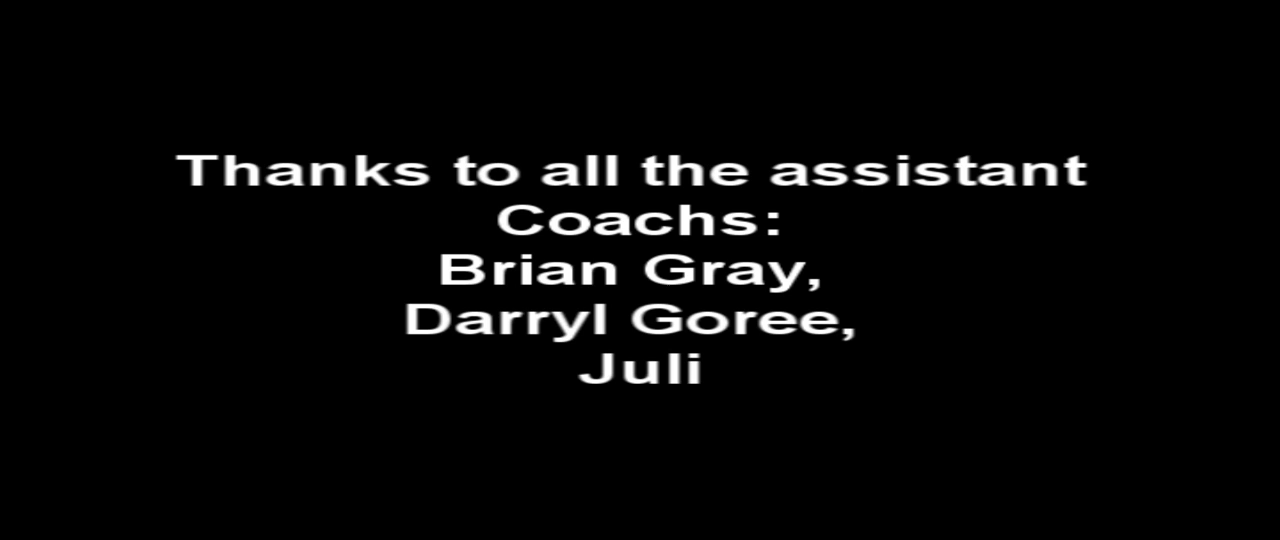 Thanks to all the assistant
Coachs:
Brian Gray,
Darryl Goree,
Juli